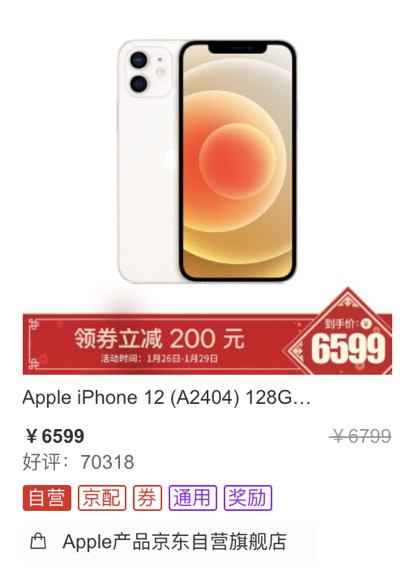 领券立减 200 元
活动时间：1月26日-1月29日
到手价：¥
6599
Apple iPhone 12 (A2404) 128G...
￥6599
￥6799
好评：70318
自营 京配 券 通用 奖励
Apple产品京东自营旗舰店